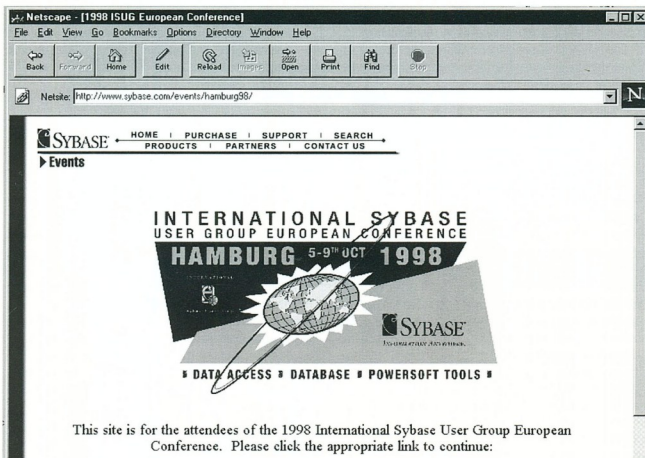 Netscape - [1998 ISUG European Conference]
File Edit View Go Bookmarks Options Directory Window Help
Back Forward Home Edit Reload Images Open Print Find Stop
Netsite: http://www.sybase.com/events/hamburg98/
N
SYBASE HOME | PURCHASE | SUPPORT | SEARCH
PRODUCTS | PARTNERS | CONTACT US
Events
INTERNATIONAL SYBASE
USER GROUP EUROPEAN CONFERENCE
HAMBURG 5-9TH OCT 1998
SYBASE
DATA ACCESS DATABASE POWERSOFT TOOLS
This site is for the attendees of the 1998 International Sybase User Group European
Conference. Please click the appropriate link to continue: